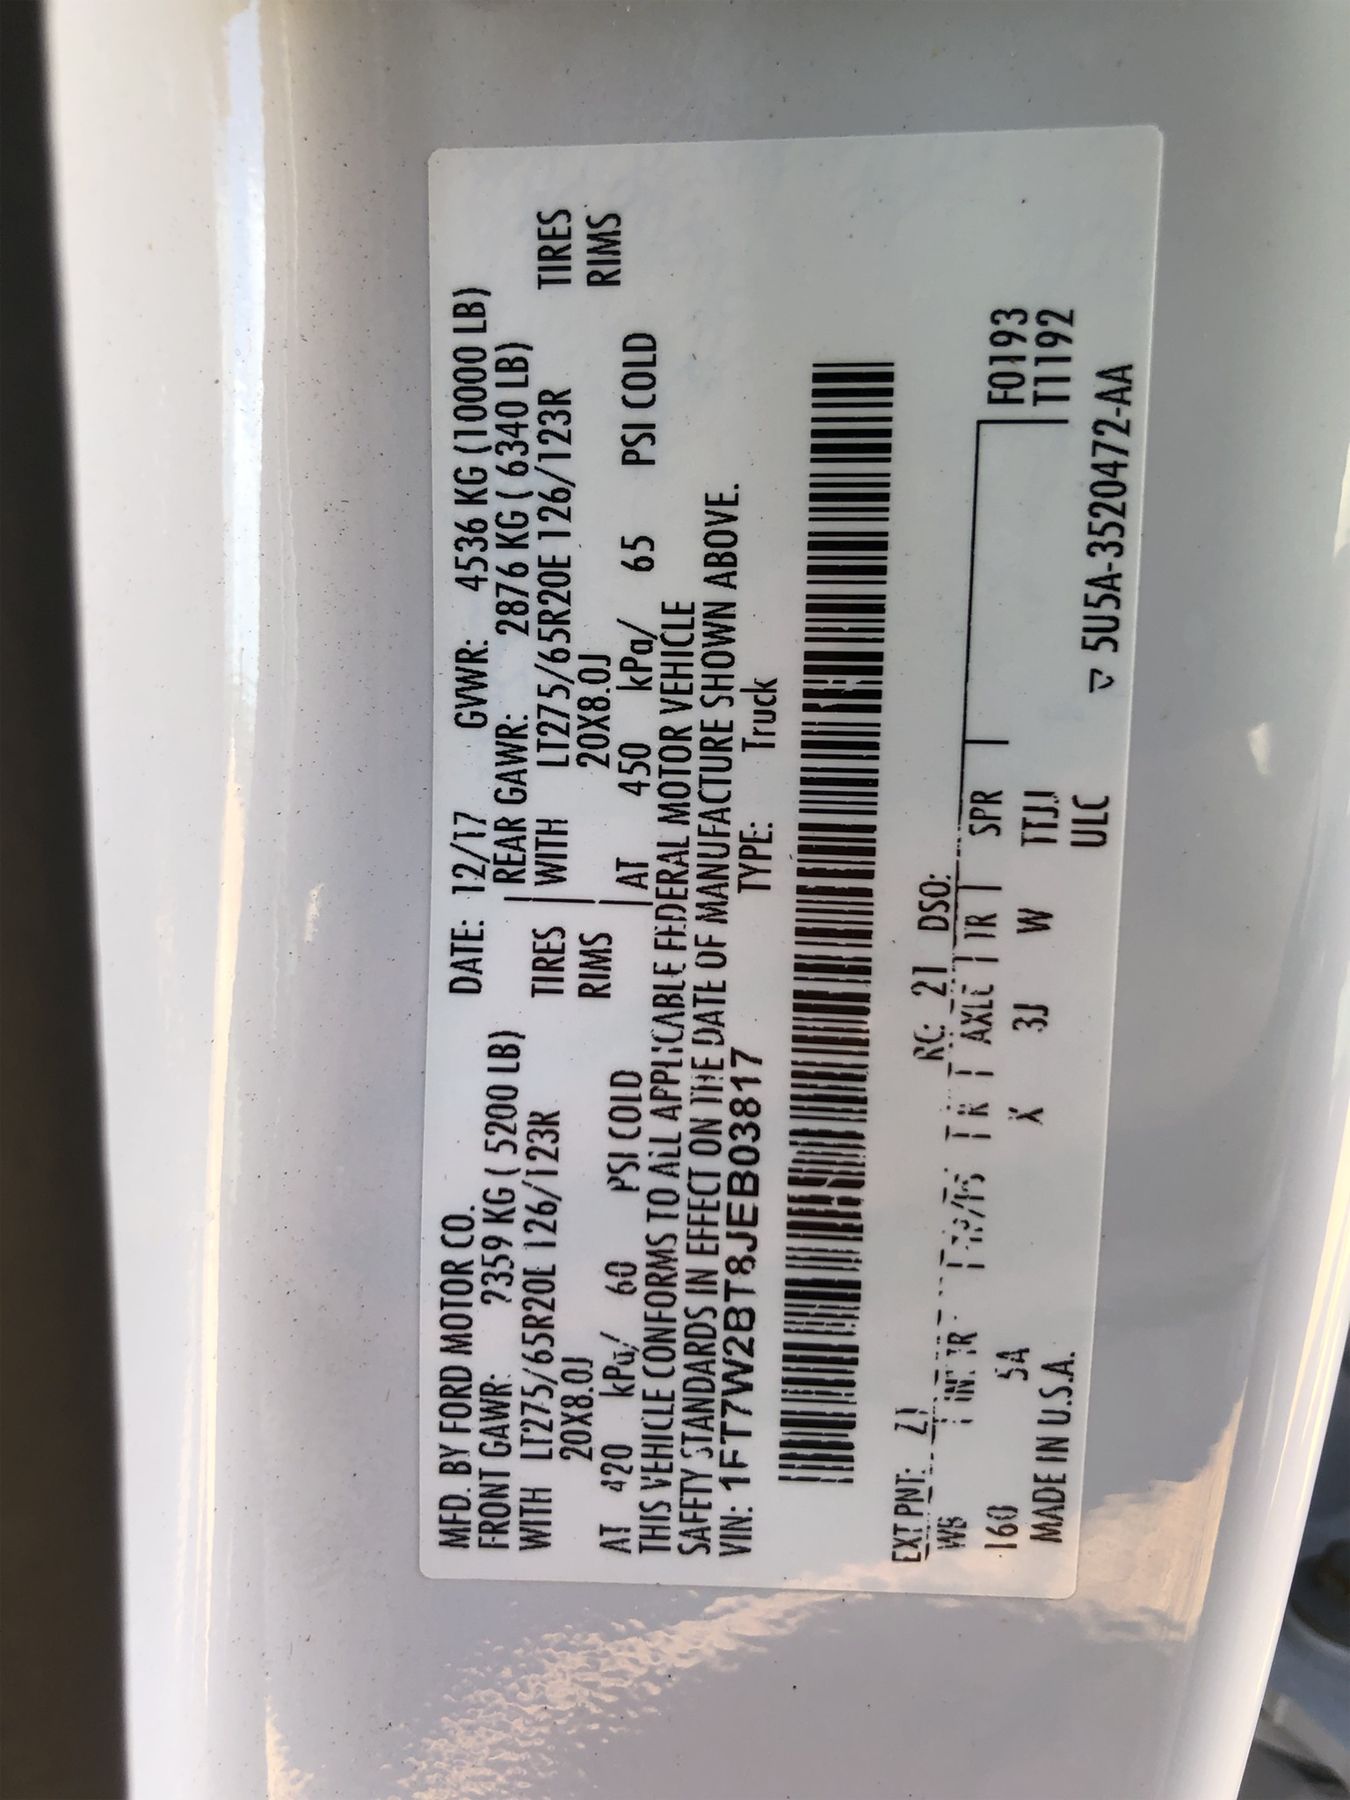 MFD. BY FORD MOTOR CO. DATE: 12/17 GVWR: 4536 KG (10000 LB)
FRONT GAWR: 2359 KG ( 5200 LB) REAR GAWR: 2876 KG ( 6340 LB)
WITH LT275/65R20E 126/123R TIRES WITH LT275/65R20E 126/123R TIRES
20X8.0J RIMS 20X8.0J RIMS
AT 420 kPa/ 60 PSI COLD AT 450 kPa/ 65 PSI COLD
THIS VEHICLE CONFORMS TO ALL APPLICABLE FEDERAL MOTOR VEHICLE
SAFETY STANDARDS IN EFFECT ON THE DATE OF MANUFACTURE SHOWN ABOVE.
VIN: 1FT7W2BT8JEB03817 TYPE: Truck
EXT PNT: Z1 RC: 21 DSO:
WB TR AXLE TR SPR F0193
160 5A X 3J W TTJJ T1192
MADE IN U.S.A. ULC
5U5A-3520472-AA